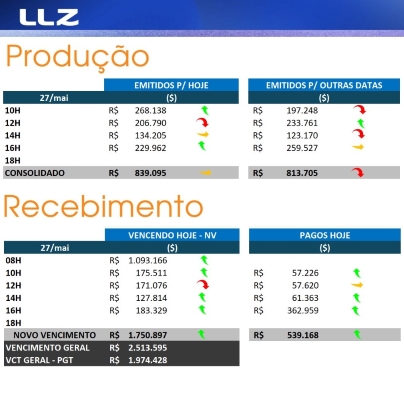 LLZ
Produção
EMITIDOS P/ HOJE EMITIDOS P/ OUTRAS DATAS
27/mai ($) ($)
10H R$ 268.138 R$ 197.248
12H R$ 206.790 R$ 233.761
14H R$ 134.205 R$ 123.170
16H R$ 229.962 R$ 259.527
18H
CONSOLIDADO R$ 839.095 R$ 813.705
Recebimento
VENCENDO HOJE - NV PAGOS HOJE
27/mai ($) ($)
08H R$ 1.093.166
10H R$ 175.511 R$ 57.226
12H R$ 171.076 R$ 57.620
14H R$ 127.814 R$ 61.363
16H R$ 183.329 R$ 362.959
18H
NOVO VENCIMENTO R$ 1.750.897 R$ 539.168
VENCIMENTO GERAL R$ 2.513.595
VCT GERAL - PGT R$ 1.974.428